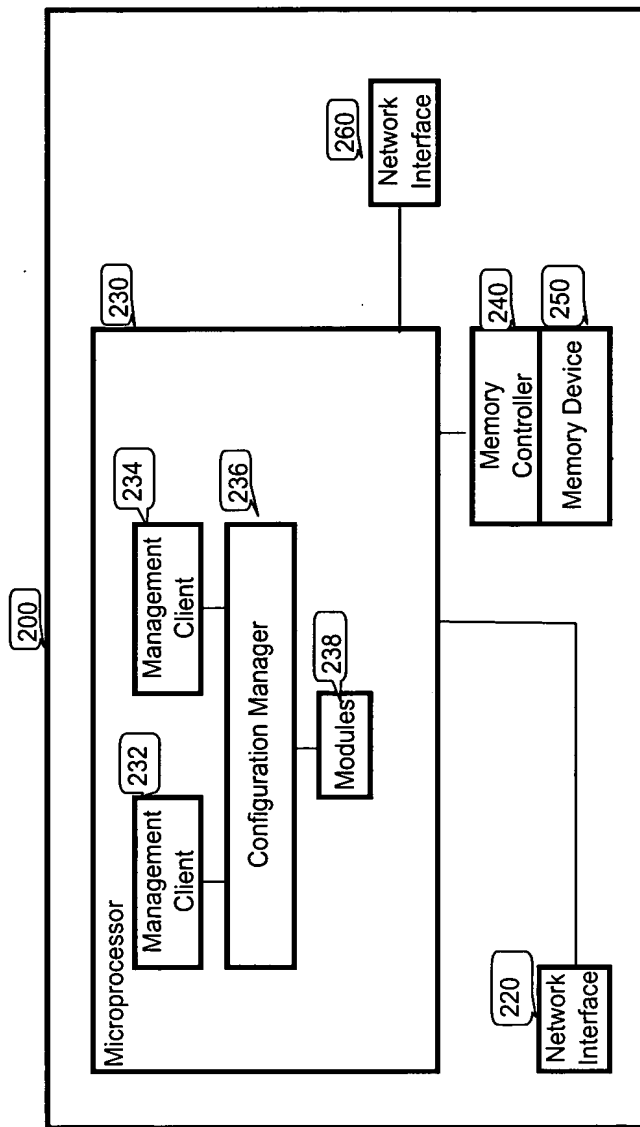 200
Microprocessor
230
232
Management
Client
234
Management
Client
236
Configuration Manager
238
Modules
260
Network
Interface
220
Network
Interface
240
Memory
Controller
250
Memory Device